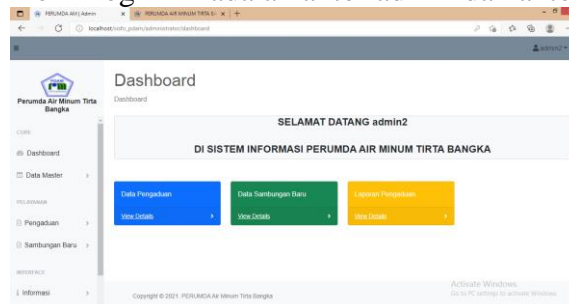 PERUMDA AM | Admin
PERUMDA AIR MINUM TIRTA B
localhost/sisfo_pdam/administrator/dashboard
admin2
Perumda Air Minum Tirta
Bangka
CORE
Dashboard
Data Master
PELAYANAN
Pengaduan
Sambungan Baru
INTERFACE
Informasi
Dashboard
Dashboard
SELAMAT DATANG admin2
DI SISTEM INFORMASI PERUMDA AIR MINUM TIRTA BANGKA
Data Pengaduan
View Details
Data Sambungan Baru
View Details
Laporan Pengaduan
View Details
Copyright © 2021. PERUMDA Air Minum Tirta Bangka
Activate Windows
Go to PC settings to activate Windows.